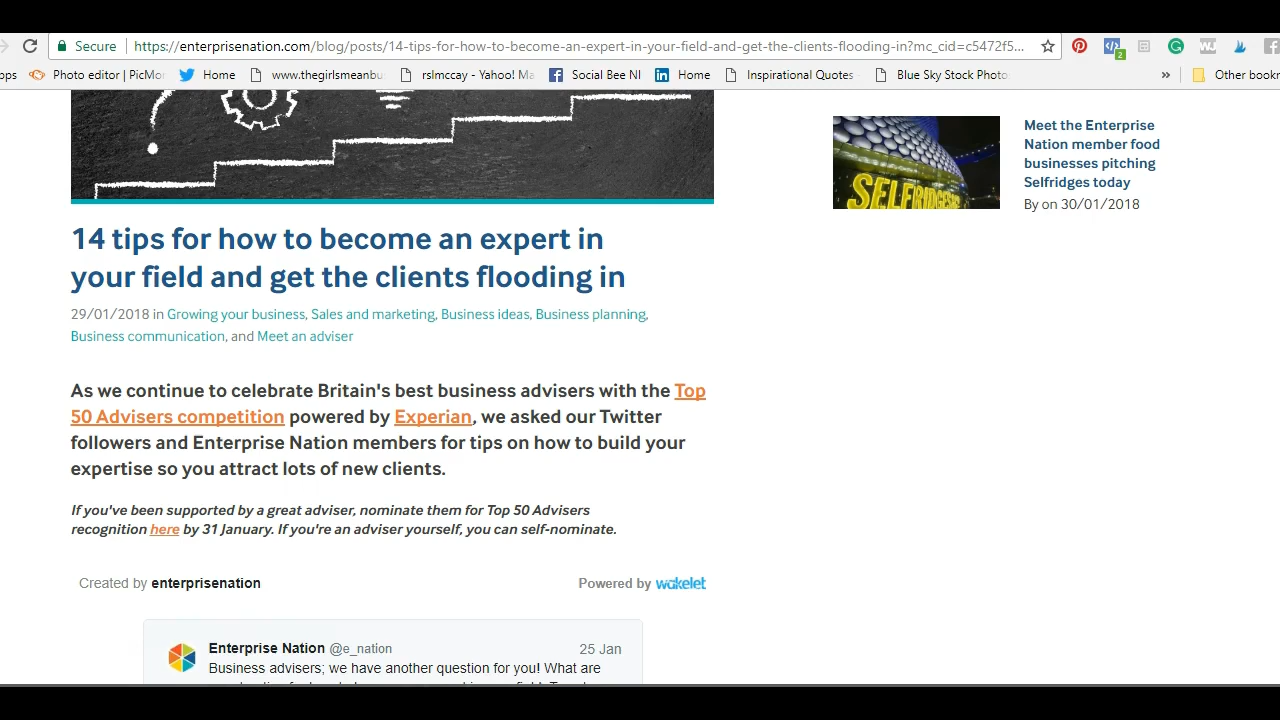 Secure
https://enterprisenation.com/blog/posts/14-tips-for-how-to-become-an-expert-in-your-field-and-get-the-clients-flooding-in?mc_cid=c5472f5...
2
ops
Photo editor | PicMo
Home
www.thegirlsmeanbu
rslmccay - Yahoo! Ma
Social Bee NI
Home
Inspirational Quotes
Blue Sky Stock Photo
»
Other bookr
SELFRIDGES
Meet the Enterprise
Nation member food
businesses pitching
Selfridges today
By on 30/01/2018
14 tips for how to become an expert in
your field and get the clients flooding in
29/01/2018 in Growing your business, Sales and marketing, Business ideas, Business planning,
Business communication, and Meet an adviser
As we continue to celebrate Britain's best business advisers with the Top
50 Advisers competition powered by Experian, we asked our Twitter
followers and Enterprise Nation members for tips on how to build your
expertise so you attract lots of new clients.
If you've been supported by a great adviser, nominate them for Top 50 Advisers
recognition here by 31 January. If you're an adviser yourself, you can self-nominate.
Created by enterprisenation
Powered by wakelet
Enterprise Nation @e_nation
25 Jan
Business advisers; we have another question for you! What are